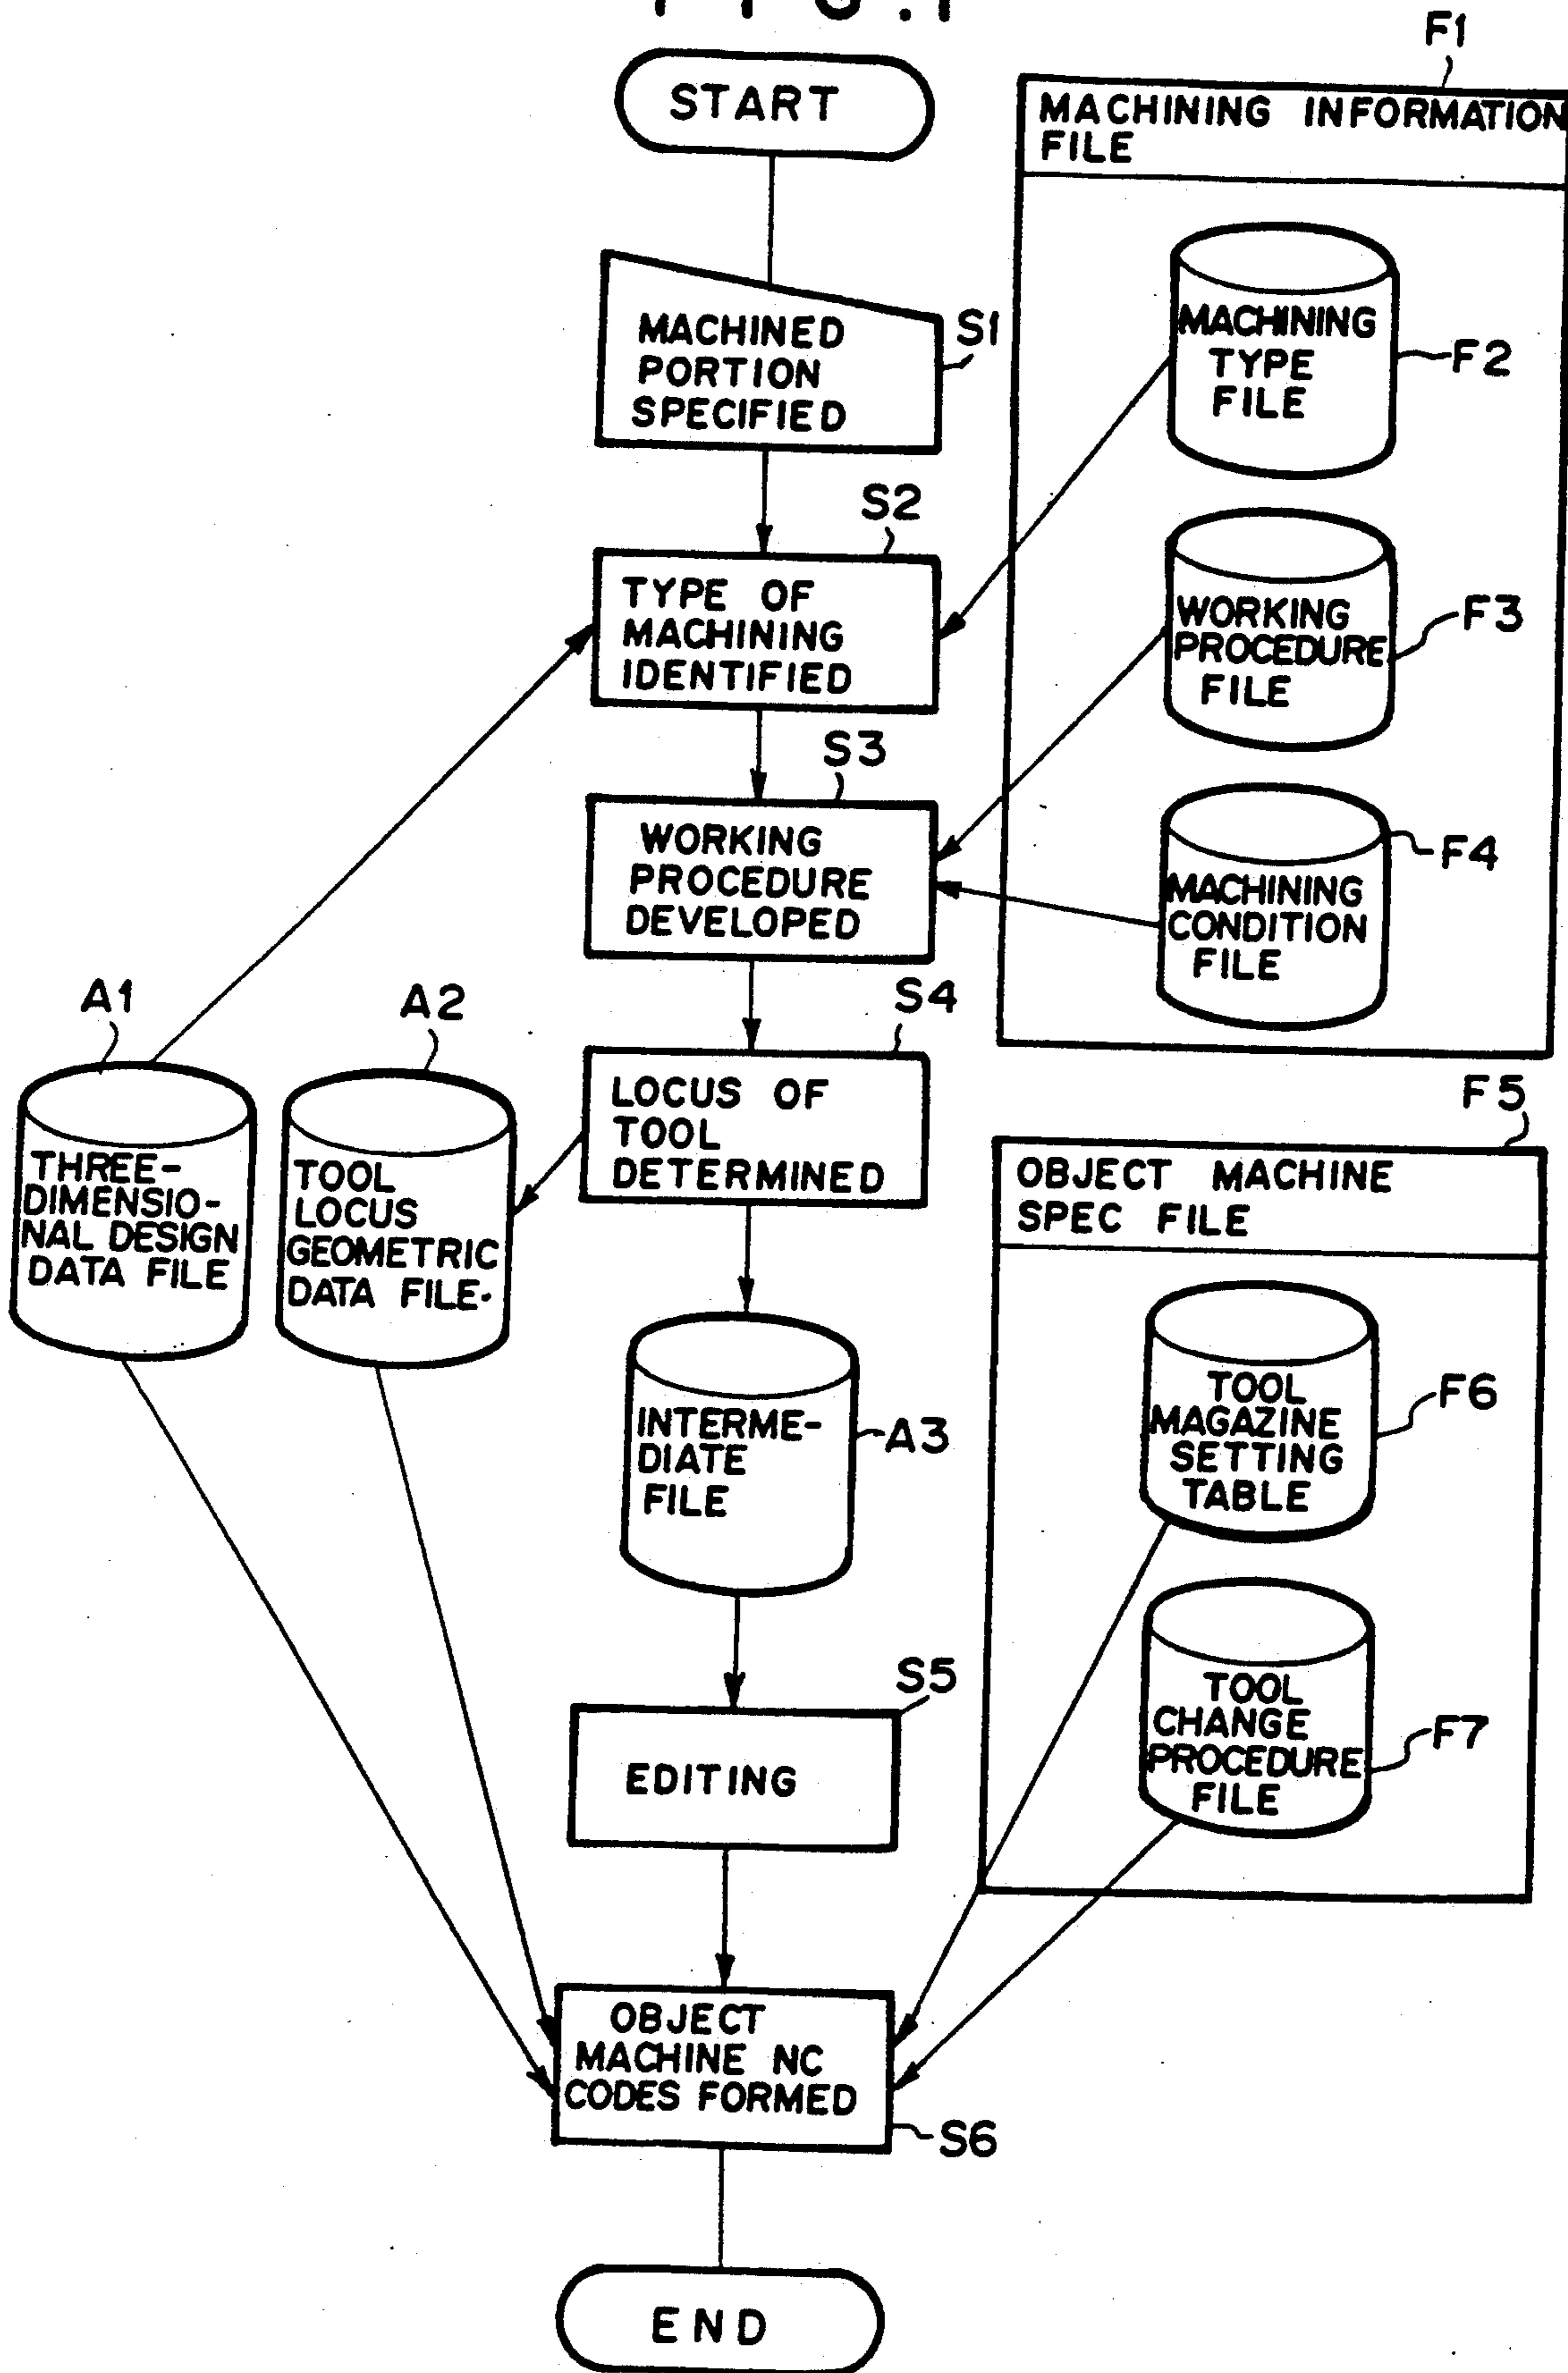 FIG.1
START
F1
MACHINING INFORMATION
FILE
MACHINED
PORTION
SPECIFIED
S1
MACHINING
TYPE
FILE
F2
S2
TYPE OF
MACHINING
IDENTIFIED
WORKING
PROCEDURE
FILE
F3
S3
WORKING
PROCEDURE
DEVELOPED
MACHINING
CONDITION
FILE
F4
A1
THREE-
DIMENSIO-
NAL DESIGN
DATA FILE
A2
TOOL
LOCUS
GEOMETRIC
DATA FILE.
S4
LOCUS OF
TOOL
DETERMINED
F5
OBJECT MACHINE
SPEC FILE
INTERME-
DIATE
FILE
A3
TOOL
MAGAZINE
SETTING
TABLE
F6
S5
EDITING
TOOL
CHANGE
PROCEDURE
FILE
F7
OBJECT
MACHINE NC
CODES FORMED
S6
END